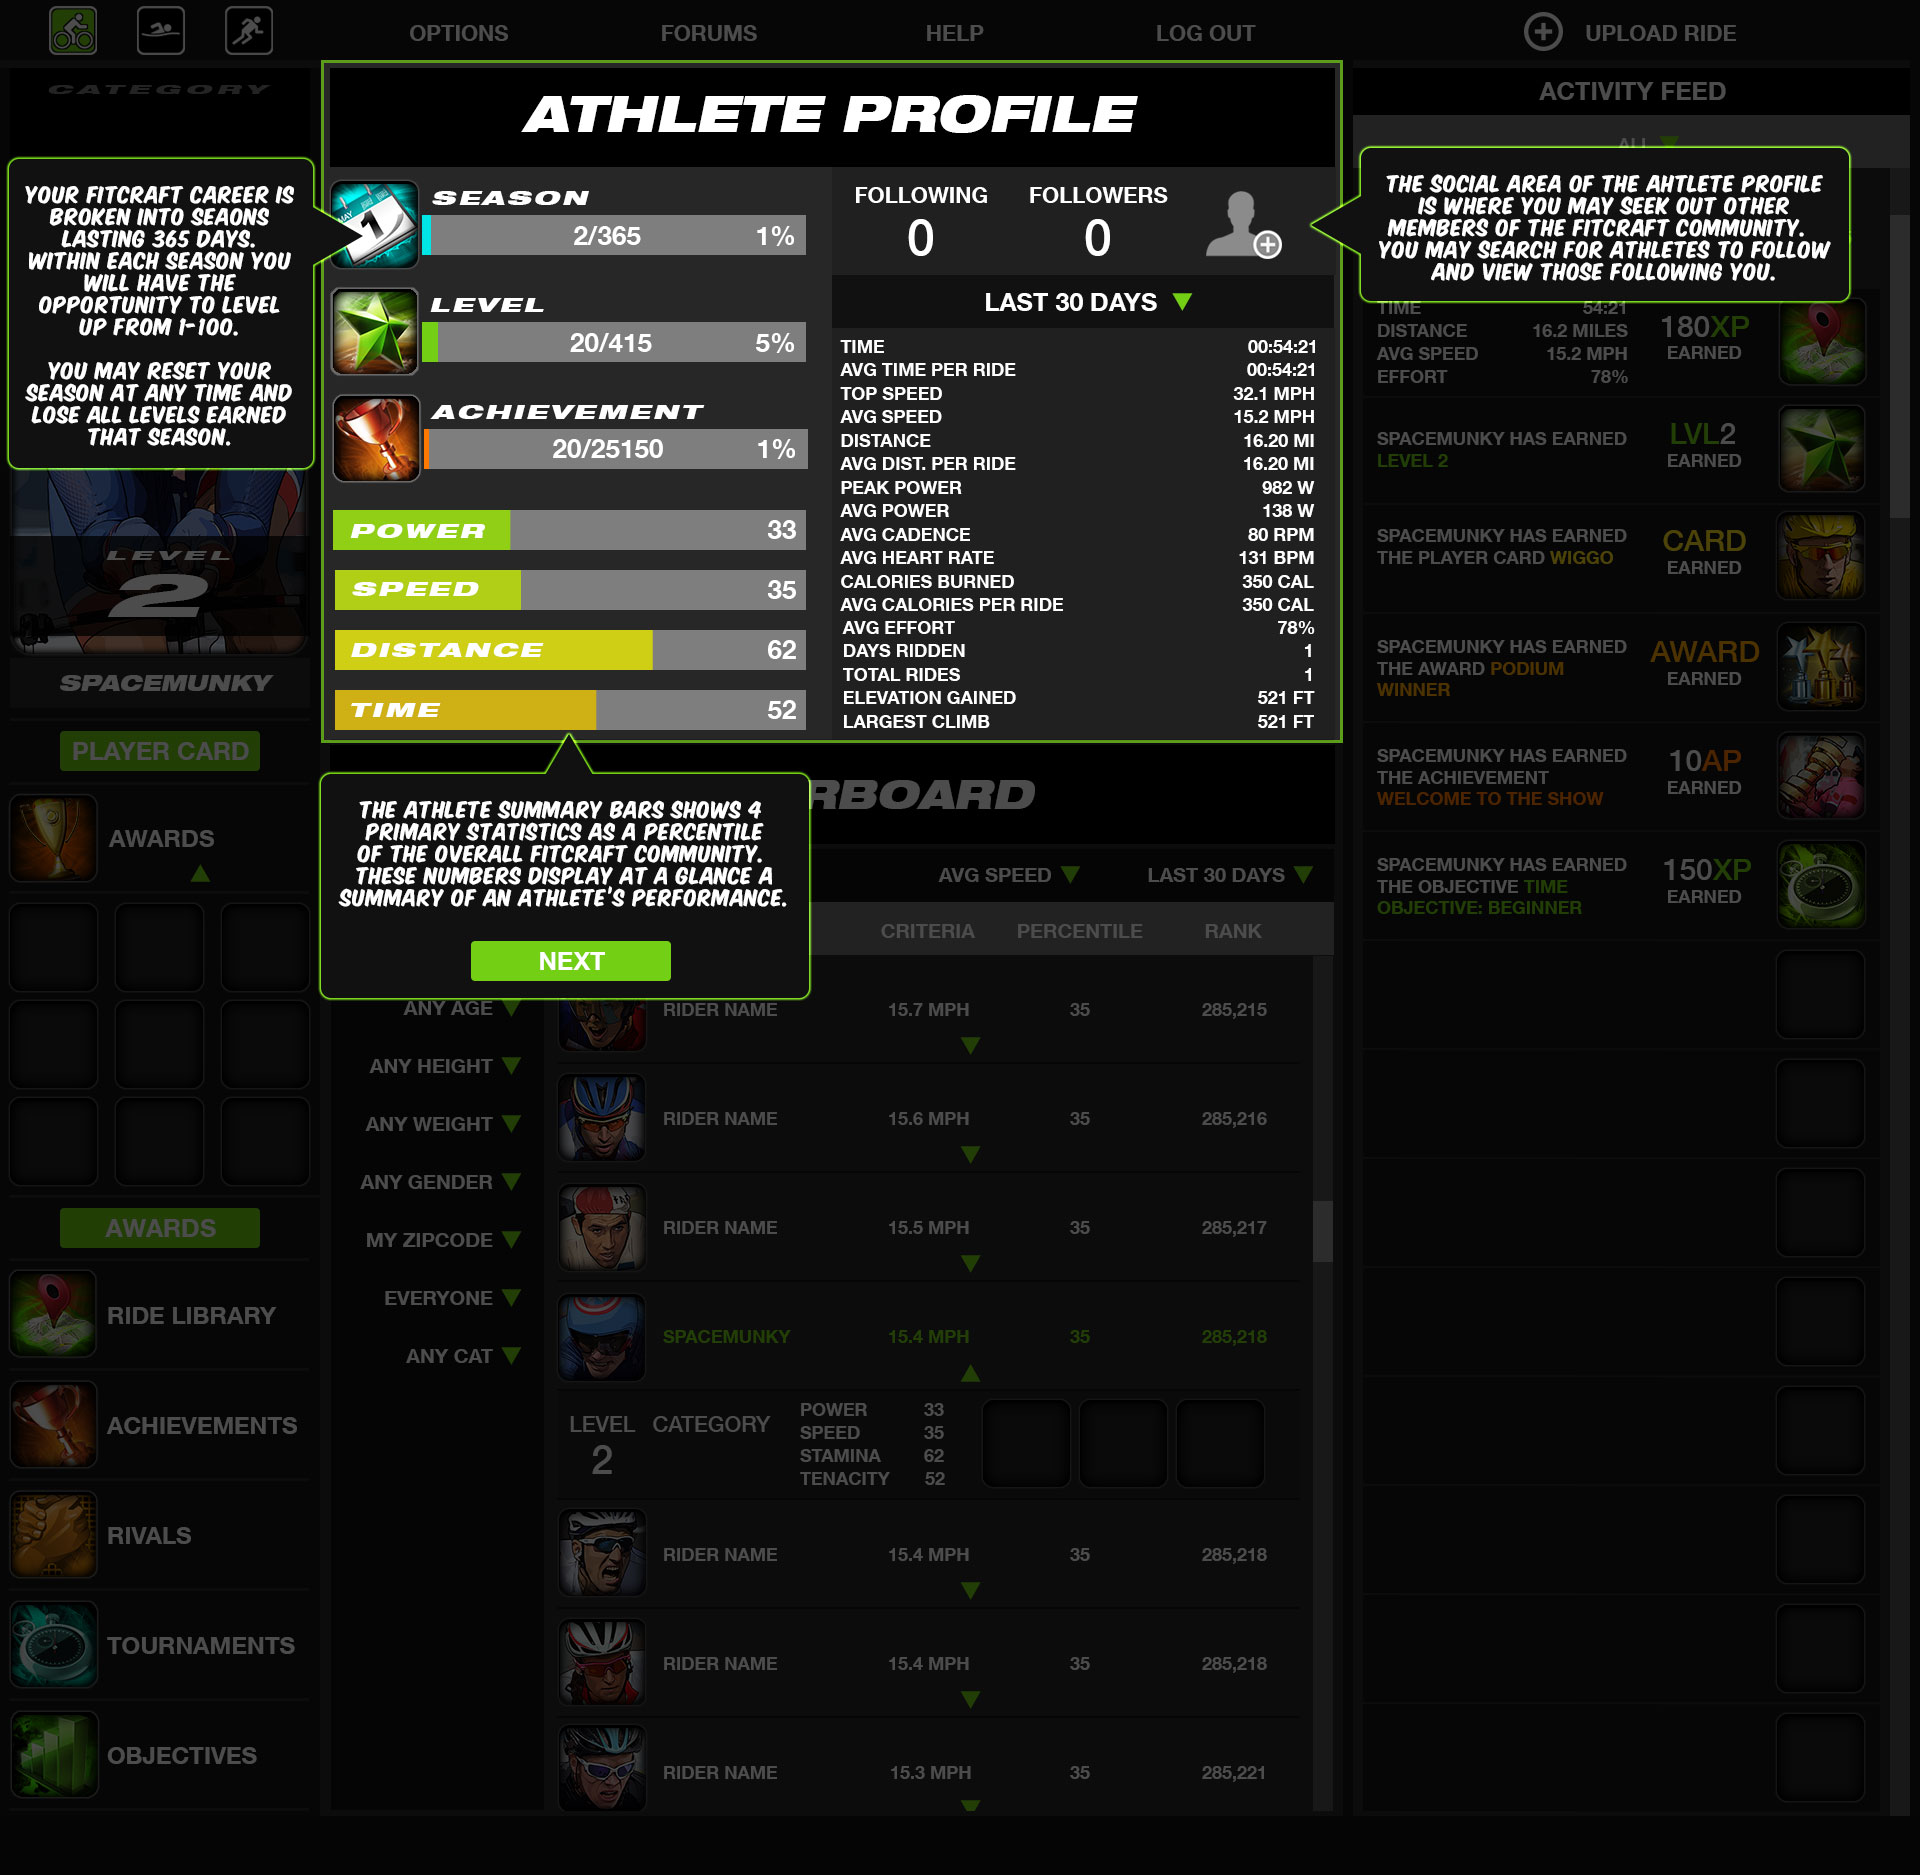 OPTIONS
FORUMS
HELP
LOG OUT
UPLOAD RIDE
CATEGORY
YOUR FITCRAFT CAREER IS
BROKEN INTO SEAONS
LASTING 365 DAYS.
WITHIN EACH SEASON YOU
WILL HAVE THE
OPPORTUNITY TO LEVEL
UP FROM 1-100.
YOU MAY RESET YOUR
SEASON AT ANY TIME AND
LOSE ALL LEVELS EARNED
THAT SEASON.
LEVEL
2
SPACEMUNKY
PLAYER CARD
AWARDS
AWARDS
RIDE LIBRARY
ACHIEVEMENTS
RIVALS
TOURNAMENTS
OBJECTIVES
ATHLETE PROFILE
MAY
1
SEASON
2/365 1%
LEVEL
20/415 5%
ACHIEVEMENT
20/25150 1%
POWER 33
SPEED 35
DISTANCE 62
TIME 52
FOLLOWING
0
FOLLOWERS
0
LAST 30 DAYS
TIME 00:54:21
AVG TIME PER RIDE 00:54:21
TOP SPEED 32.1 MPH
AVG SPEED 15.2 MPH
DISTANCE 16.20 MI
AVG DIST. PER RIDE 16.20 MI
PEAK POWER 982 W
AVG POWER 138 W
AVG CADENCE 80 RPM
AVG HEART RATE 131 BPM
CALORIES BURNED 350 CAL
AVG CALORIES PER RIDE 350 CAL
AVG EFFORT 78%
DAYS RIDDEN 1
TOTAL RIDES 1
ELEVATION GAINED 521 FT
LARGEST CLIMB 521 FT
THE ATHLETE SUMMARY BARS SHOWS 4
PRIMARY STATISTICS AS A PERCENTILE
OF THE OVERALL FITCRAFT COMMUNITY.
THESE NUMBERS DISPLAY AT A GLANCE A
SUMMARY OF AN ATHLETE'S PERFORMANCE.
NEXT
RBOARD
AVG SPEED
LAST 30 DAYS
CRITERIA PERCENTILE RANK
ANY AGE
ANY HEIGHT
ANY WEIGHT
ANY GENDER
MY ZIPCODE
EVERYONE
ANY CAT
RIDER NAME 15.7 MPH 35 285,215
RIDER NAME 15.6 MPH 35 285,216
RIDER NAME 15.5 MPH 35 285,217
SPACEMUNKY 15.4 MPH 35 285,218
LEVEL
2
CATEGORY
POWER 33
SPEED 35
STAMINA 62
TENACITY 52
RIDER NAME 15.4 MPH 35 285,218
RIDER NAME 15.4 MPH 35 285,218
RIDER NAME 15.3 MPH 35 285,221
ACTIVITY FEED
ALL
THE SOCIAL AREA OF THE AHTLETE PROFILE
IS WHERE YOU MAY SEEK OUT OTHER
MEMBERS OF THE FITCRAFT COMMUNITY.
YOU MAY SEARCH FOR ATHLETES TO FOLLOW
AND VIEW THOSE FOLLOWING YOU.
TIME 54:21
DISTANCE 16.2 MILES
AVG SPEED 15.2 MPH
EFFORT 78%
180XP
EARNED
SPACEMUNKY HAS EARNED
LEVEL 2
LVL2
EARNED
SPACEMUNKY HAS EARNED
THE PLAYER CARD WIGGO
CARD
EARNED
SPACEMUNKY HAS EARNED
THE AWARD PODIUM
WINNER
AWARD
EARNED
SPACEMUNKY HAS EARNED
THE ACHIEVEMENT
WELCOME TO THE SHOW
10AP
EARNED
SPACEMUNKY HAS EARNED
THE OBJECTIVE TIME
OBJECTIVE: BEGINNER
150XP
EARNED